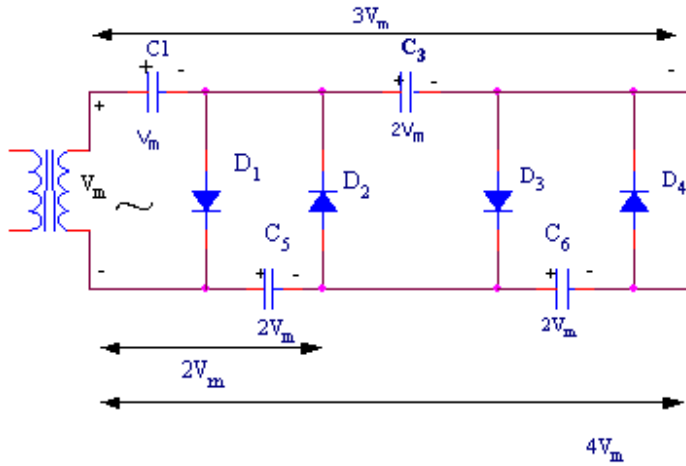 3Vm
C1
C3
+ -
+ -
-
+
Vm
2Vm
Vm
D1
D2
D3
D4
C5
C6
-
+ -
+ -
2Vm
2Vm
2Vm
4Vm